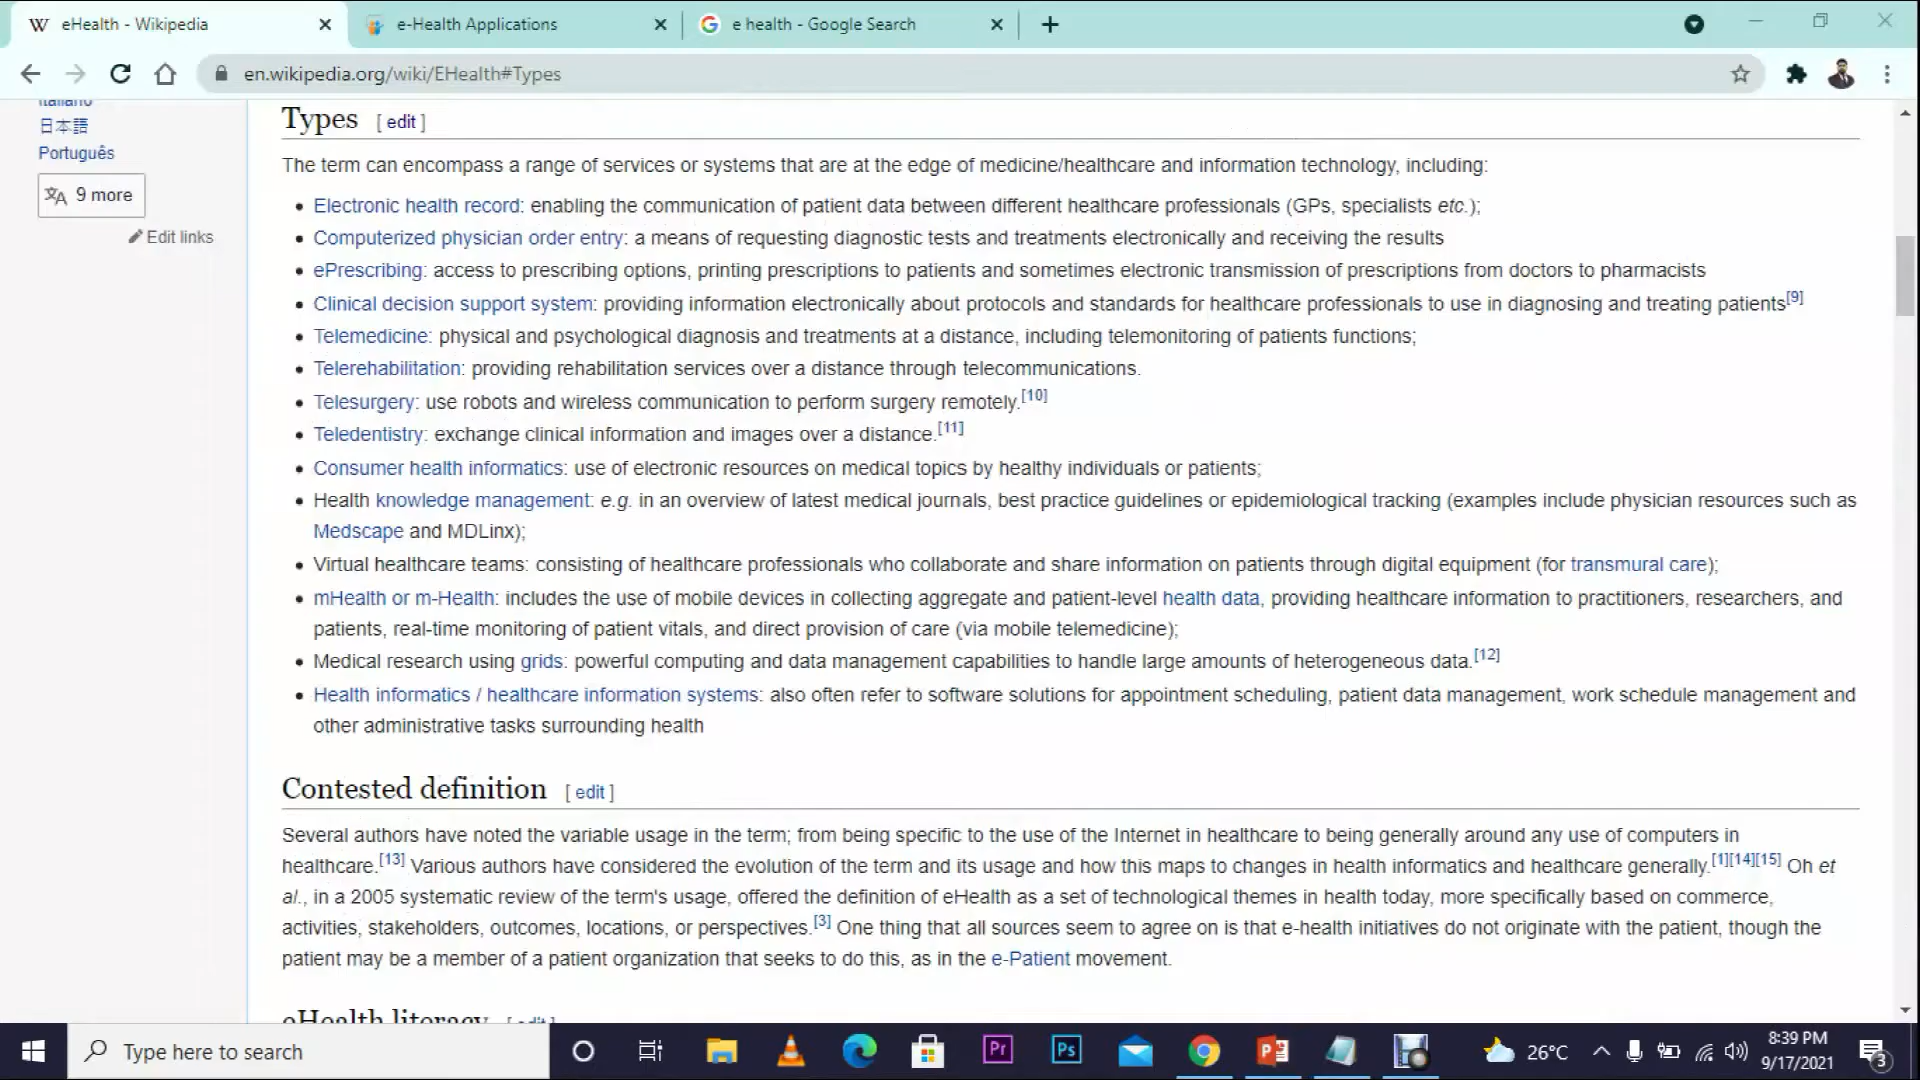 eHealth - Wikipedia
e-Health Applications
e health - Google Search
en.wikipedia.org/wiki/EHealth#Types
Italiano
日本語
Português
9 more
Edit links
Types [ edit ]
The term can encompass a range of services or systems that are at the edge of medicine/healthcare and information technology, including:
Electronic health record: enabling the communication of patient data between different healthcare professionals (GPs, specialists etc.);
Computerized physician order entry: a means of requesting diagnostic tests and treatments electronically and receiving the results
ePrescribing: access to prescribing options, printing prescriptions to patients and sometimes electronic transmission of prescriptions from doctors to pharmacists
Clinical decision support system: providing information electronically about protocols and standards for healthcare professionals to use in diagnosing and treating patients[9]
Telemedicine: physical and psychological diagnosis and treatments at a distance, including telemonitoring of patients functions;
Telerehabilitation: providing rehabilitation services over a distance through telecommunications.
Telesurgery: use robots and wireless communication to perform surgery remotely.[10]
Teledentistry: exchange clinical information and images over a distance.[11]
Consumer health informatics: use of electronic resources on medical topics by healthy individuals or patients;
Health knowledge management: e.g. in an overview of latest medical journals, best practice guidelines or epidemiological tracking (examples include physician resources such as
Medscape and MDLinx);
Virtual healthcare teams: consisting of healthcare professionals who collaborate and share information on patients through digital equipment (for transmural care);
mHealth or m-Health: includes the use of mobile devices in collecting aggregate and patient-level health data, providing healthcare information to practitioners, researchers, and
patients, real-time monitoring of patient vitals, and direct provision of care (via mobile telemedicine);
Medical research using grids: powerful computing and data management capabilities to handle large amounts of heterogeneous data.[12]
Health informatics / healthcare information systems: also often refer to software solutions for appointment scheduling, patient data management, work schedule management and
other administrative tasks surrounding health
Contested definition [ edit ]
Several authors have noted the variable usage in the term; from being specific to the use of the Internet in healthcare to being generally around any use of computers in
healthcare.[13] Various authors have considered the evolution of the term and its usage and how this maps to changes in health informatics and healthcare generally.[1][14][15] Oh et
al., in a 2005 systematic review of the term's usage, offered the definition of eHealth as a set of technological themes in health today, more specifically based on commerce,
activities, stakeholders, outcomes, locations, or perspectives.[3] One thing that all sources seem to agree on is that e-health initiatives do not originate with the patient, though the
patient may be a member of a patient organization that seeks to do this, as in the e-Patient movement.
eHealth literacy [ edit ]
Type here to search
Pr
Ps
26°C
8:39 PM
9/17/2021
3